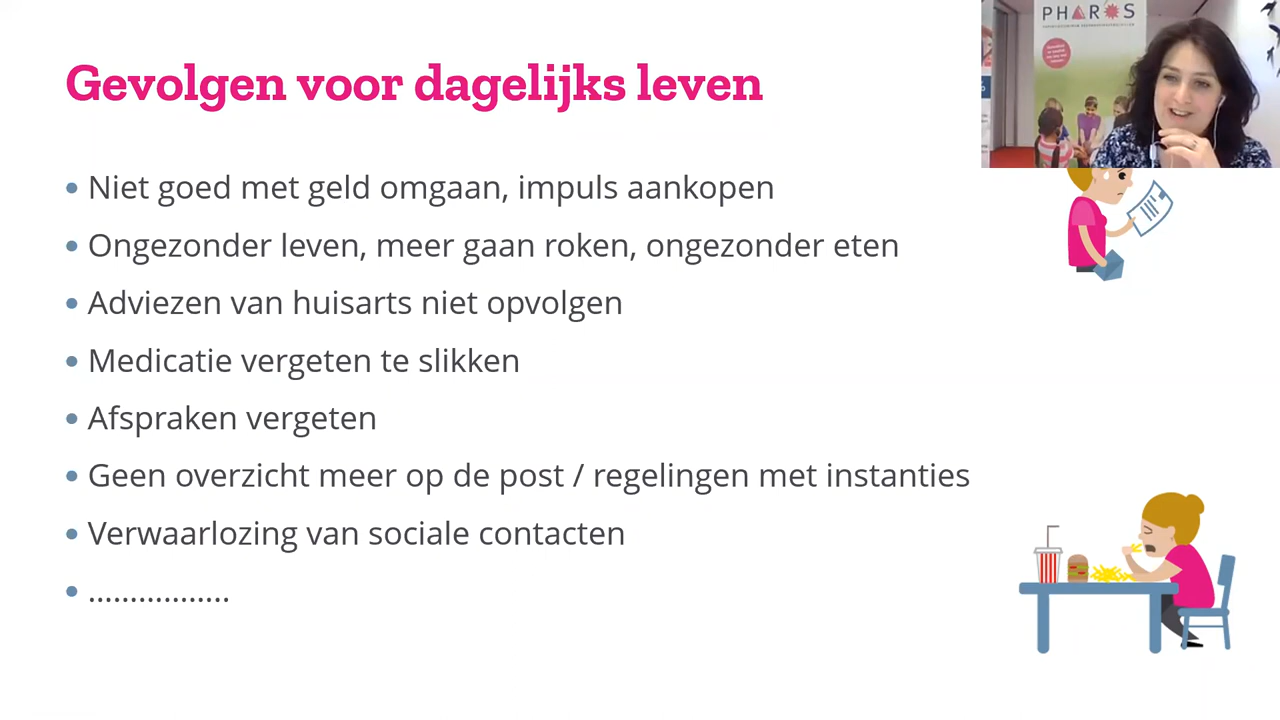 Gevolgen voor dagelijks leven
PHAROS
• Niet goed met geld omgaan, impuls aankopen
• Ongezonder leven, meer gaan roken, ongezonder eten
• Adviezen van huisarts niet opvolgen
• Medicatie vergeten te slikken
• Afspraken vergeten
• Geen overzicht meer op de post / regelingen met instanties
• Verwaarlozing van sociale contacten
• .................